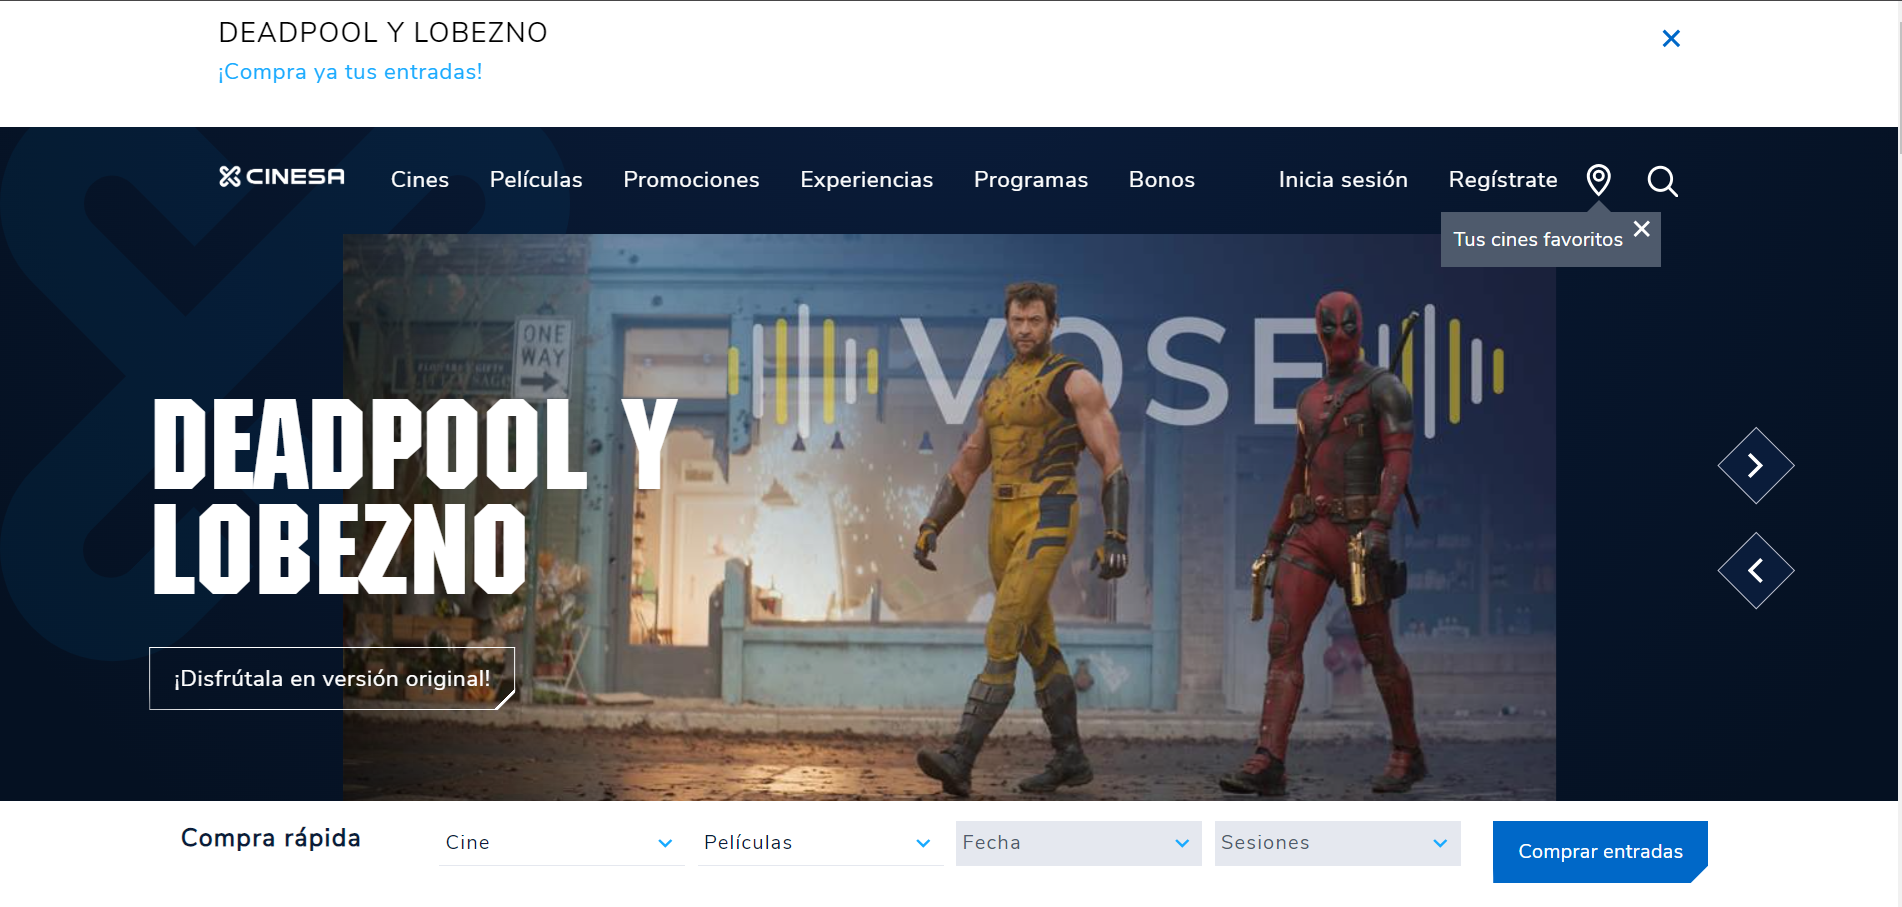 DEADPOOL Y LOBEZNO
¡Compra ya tus entradas!
CINESA
Cines
Películas
Promociones
Experiencias
Programas
Bonos
Inicia sesión
Regístrate
Tus cines favoritos
ONE
WAY
VOSE
DEADPOOL Y
LOBEZNO
¡Disfrútala en versión original!
Compra rápida
Cine
Películas
Fecha
Sesiones
Comprar entradas